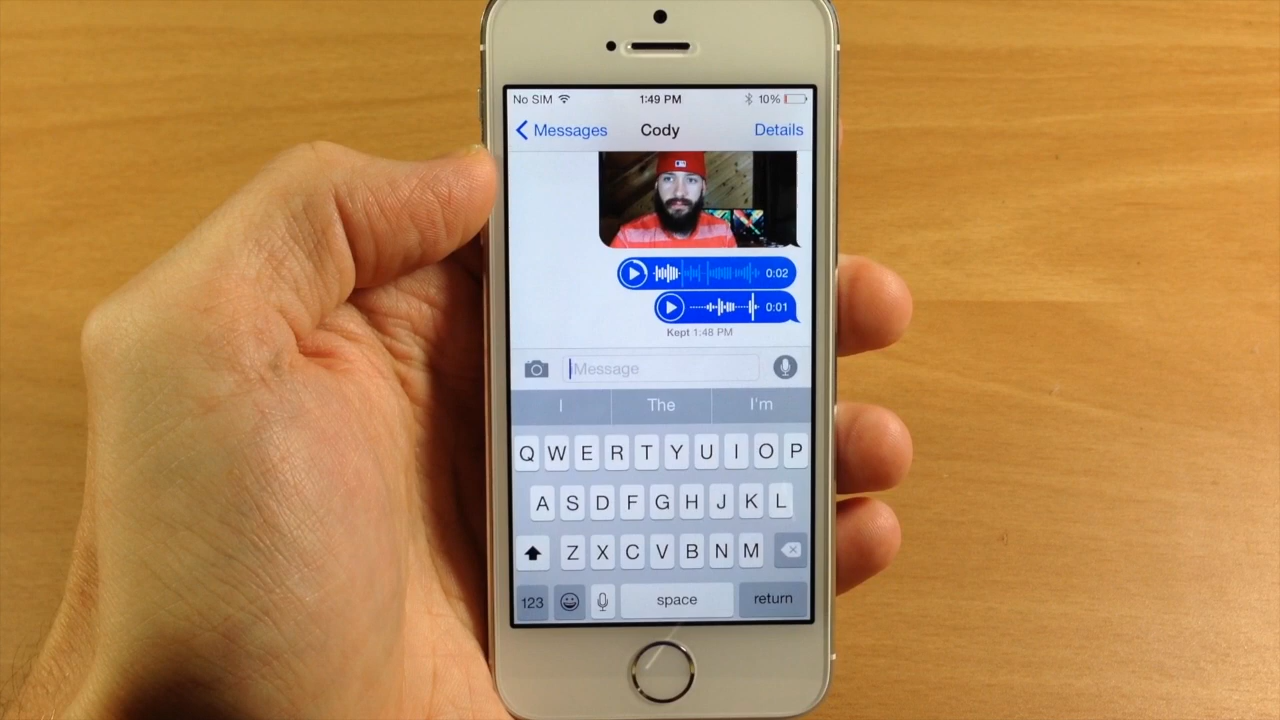 No SIM 1:49 PM 10%
Messages Cody Details
0:02
0:01
Kept 1:48 PM
iMessage
I The I'm
Q W E R T Y U I O P
A S D F G H J K L
Z X C V B N M
123 space return